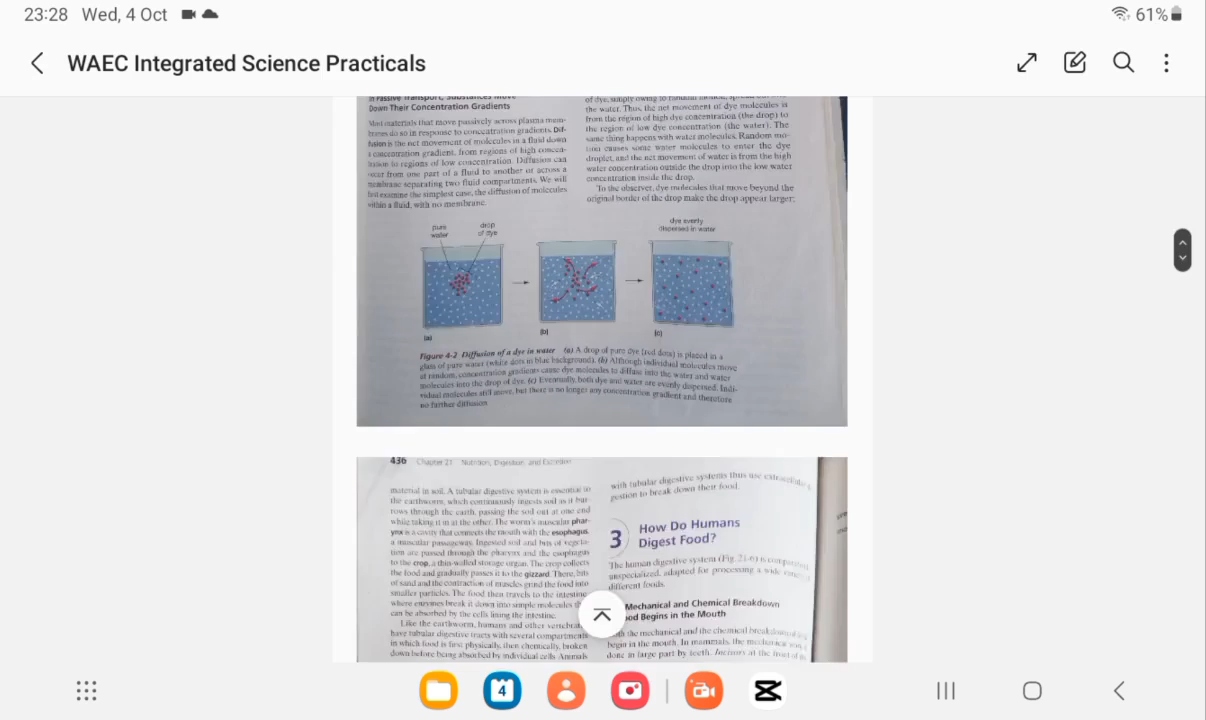 23:28 Wed, 4 Oct
61%
WAEC Integrated Science Practicals
In Passive Transport, Substances Move
Down Their Concentration Gradients
Most materials that move passively across plasma mem-
branes do so in response to concentration gradients. Dif-
fusion is the net movement of molecules in a fluid down
a concentration gradient, from regions of high concen-
tration to regions of low concentration. Diffusion can
occur from one part of a fluid to another or across a
membrane separating two fluid compartments. We will
first examine the simplest case, the diffusion of molecules
within a fluid, with no membrane.
of dye, simply owing to random motion,
the water. Thus, the net movement of dye molecules is
from the region of high dye concentration (the drop) to
the region of low dye concentration (the water). The
same thing happens with water molecules. Random mo-
tion causes some water molecules to enter the dye
droplet, and the net movement of water is from the high
water concentration outside the drop into the low water
concentration inside the drop.
To the observer, dye molecules that move beyond the
original border of the drop make the drop appear larger;
pure
water
drop
of dye
dye evenly
dispersed in water
(a)
(b)
(c)
Figure 4-2 Diffusion of a dye in water (a) A drop of pure dye (red dots) is placed in a
glass of pure water (white dots in blue background). (b) Although individual molecules move
at random, concentration gradients cause dye molecules to diffuse into the water and water
molecules into the drop of dye. (c) Eventually, both dye and water are evenly dispersed. Indi-
vidual molecules still move, but there is no longer any concentration gradient and therefore
no further diffusion.
436 Chapter 21 Nutrition, Digestion, and Excretion
material in soil. A tubular digestive system is essential to
the earthworm, which continuously ingests soil as it bur-
rows through the earth, passing the soil out at one end
while taking it in at the other. The worm's muscular phar-
ynx is a cavity that connects the mouth with the esophagus,
a muscular passageway. Ingested soil and bits of vegeta-
tion are passed through the pharynx and the esophagus
to the crop, a thin-walled storage organ. The crop collects
the food and gradually passes it to the gizzard. There, bits
of sand and the contraction of muscles grind the food into
smaller particles. The food then travels to the intestine,
where enzymes break it down into simple molecules
can be absorbed by the cells lining the intestine.
Like the earthworm, humans and other
have tubular digestive tracts with several compartments
in which food is first physically, then chemically, broken
down before being absorbed by individual cells. Animals
with tubular digestive systems thus use
gestion to break down their food.
3 How Do Humans
Digest Food?
The human digestive system (Fig. 21-6) is
unspecialized, adapted for processing a wide
different foods.
Mechanical and Chemical Breakdown
Begins in the Mouth
the mechanical and the chemical breakdown
begin in the mouth. In mammals, the mechanical
done in large part by teeth. Incisors at the front of
4